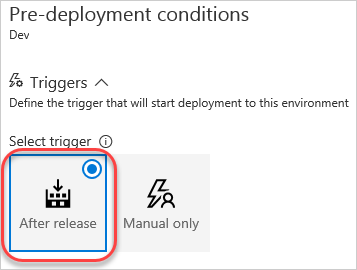 Pre-deployment conditions
Dev
Triggers
Define the trigger that will start deployment to this environment
Select trigger
After release
Manual only